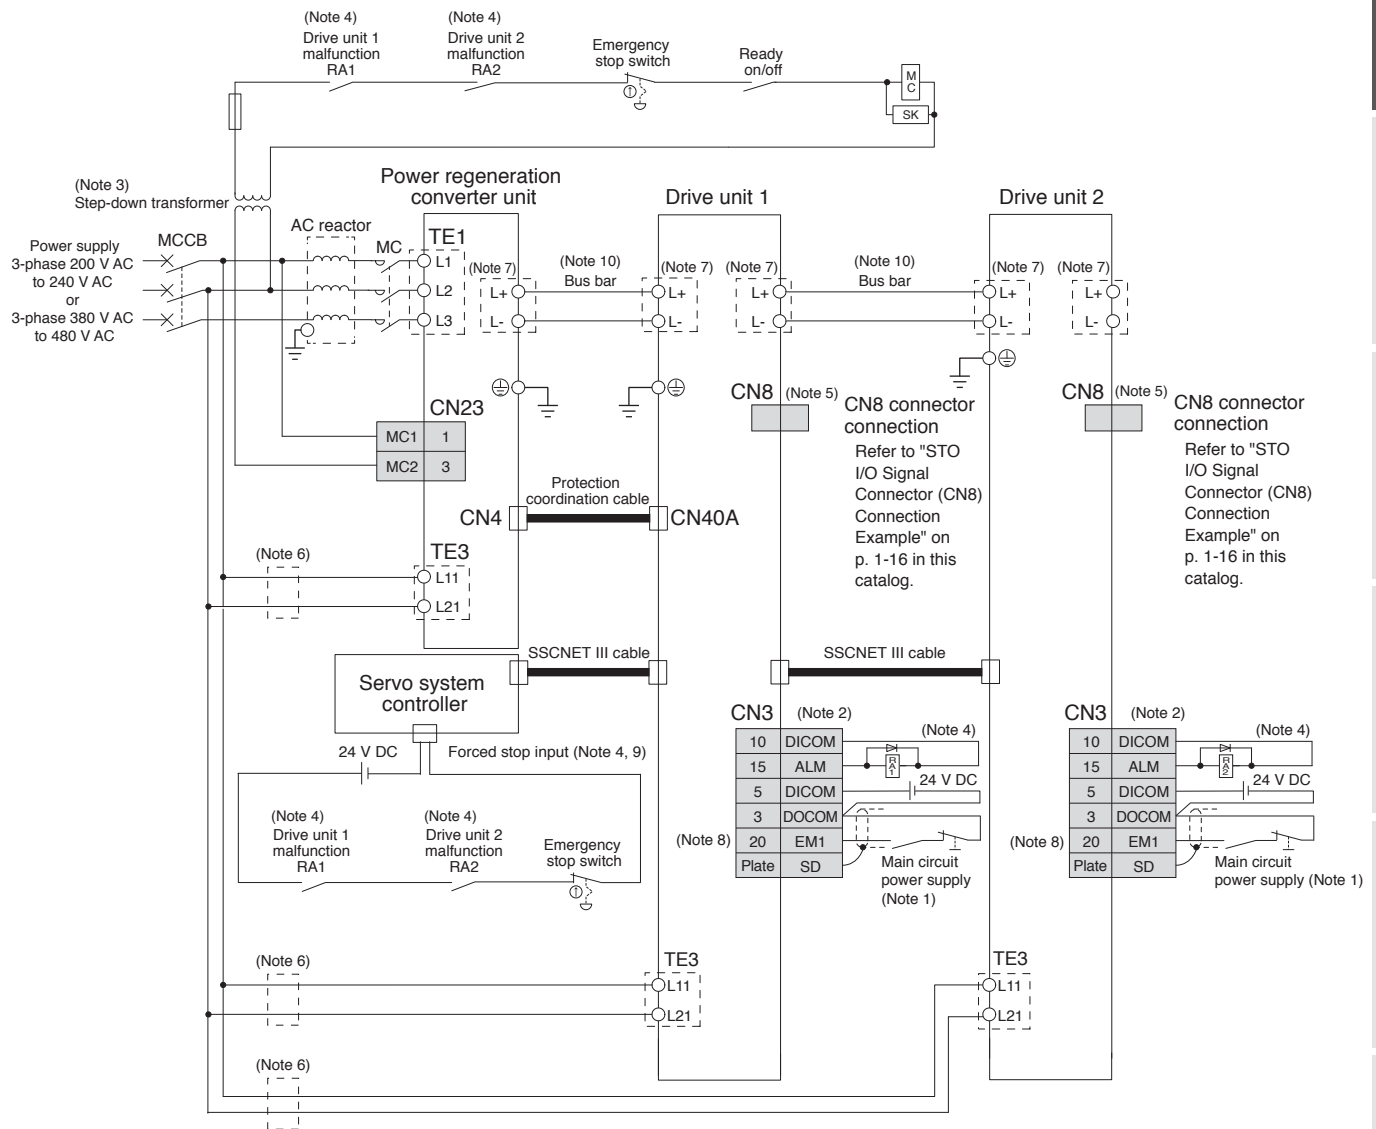 (Note 4)
Drive unit 1
malfunction
RA1
(Note 4)
Drive unit 2
malfunction
RA2
Emergency
stop switch
Ready
on/off
MC
SK
(Note 3)
Step-down transformer
Power regeneration
converter unit
Drive unit 1
Drive unit 2
Power supply
3-phase 200 V AC
to 240 V AC
or
3-phase 380 V AC
to 480 V AC
MCCB
AC reactor
MC
TE1
L1
L2
L3
(Note 7)
L+
L-
(Note 10)
Bus bar
(Note 7)
L+
L-
(Note 7)
L+
L-
(Note 10)
Bus bar
(Note 7)
L+
L-
(Note 7)
L+
L-
CN23
MC1 1
MC2 3
CN8 (Note 5)
CN8 connector
connection
Refer to "STO
I/O Signal
Connector (CN8)
Connection
Example" on
p. 1-16 in this
catalog.
CN8 (Note 5)
CN8 connector
connection
Refer to "STO
I/O Signal
Connector (CN8)
Connection
Example" on
p. 1-16 in this
catalog.
Protection
coordination cable
CN4
CN40A
(Note 6)
TE3
L11
L21
SSCNET III cable
SSCNET III cable
Servo system
controller
24 V DC
Forced stop input (Note 4, 9)
(Note 4)
Drive unit 1
malfunction
RA1
(Note 4)
Drive unit 2
malfunction
RA2
Emergency
stop switch
CN3 (Note 2)
(Note 4)
10 DICOM
15 ALM
RA1
5 DICOM
24 V DC
3 DOCOM
(Note 8)
20 EM1
Plate SD
Main circuit
power supply
(Note 1)
CN3 (Note 2)
(Note 4)
10 DICOM
15 ALM
RA2
5 DICOM
24 V DC
3 DOCOM
(Note 8)
20 EM1
Plate SD
Main circuit
power supply (Note 1)
(Note 6)
TE3
L11
L21
TE3
L11
L21
(Note 6)